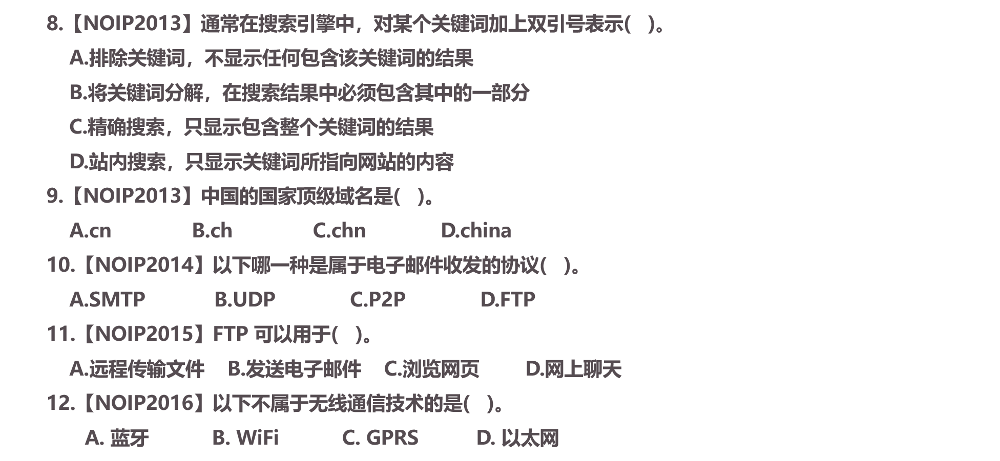 8.【NOIP2013】通常在搜索引擎中，对某个关键词加上双引号表示(   )。
A.排除关键词，不显示任何包含该关键词的结果
B.将关键词分解，在搜索结果中必须包含其中的一部分
C.精确搜索，只显示包含整个关键词的结果
D.站内搜索，只显示关键词所指向网站的内容
9.【NOIP2013】中国的国家顶级域名是(   )。
A.cn B.ch C.chn D.china
10.【NOIP2014】以下哪一种是属于电子邮件收发的协议(   )。
A.SMTP B.UDP C.P2P D.FTP
11.【NOIP2015】FTP 可以用于(   )。
A.远程传输文件 B.发送电子邮件 C.浏览网页 D.网上聊天
12.【NOIP2016】以下不属于无线通信技术的是(   )。
A. 蓝牙 B. WiFi C. GPRS D. 以太网